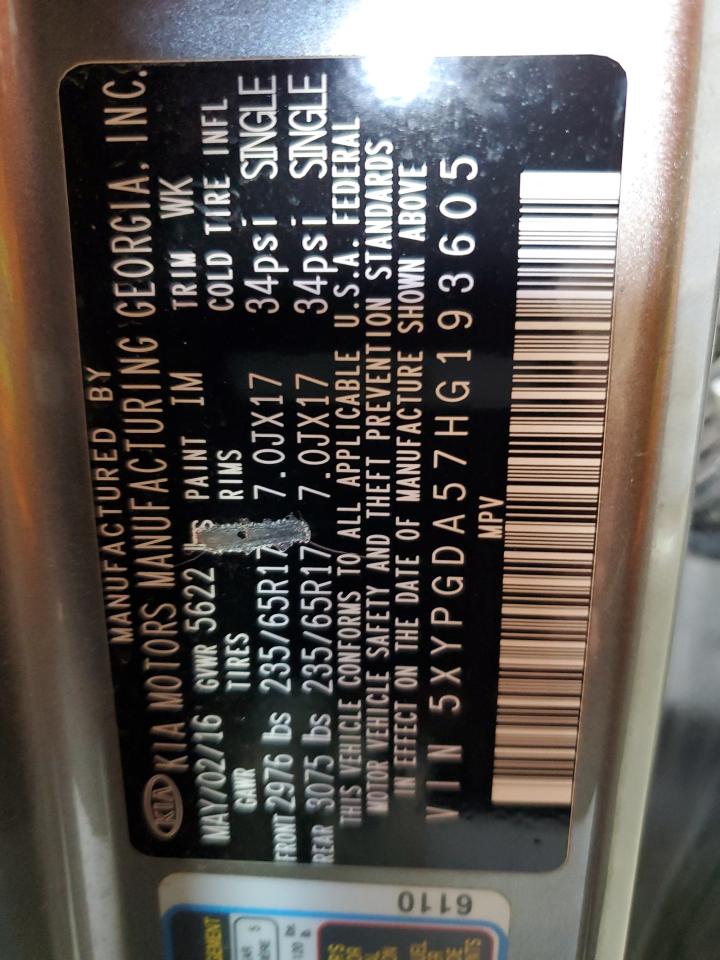 MANUFACTURED BY
KIA KIA MOTORS MANUFACTURING GEORGIA, INC.
MAY/02/16 GVWR 5622 PAINT IM TRIM WK
GAWR TIRES RIMS COLD TIRE INFL
FRONT 2976 lbs 235/65R17 7.0JX17 34psi SINGLE
REAR 3075 lbs 235/65R17 7.0JX17 34psi SINGLE
THIS VEHICLE CONFORMS TO ALL APPLICABLE U.S.A. FEDERAL
MOTOR VEHICLE SAFETY AND THEFT PREVENTION STANDARDS
IN EFFECT ON THE DATE OF MANUFACTURE SHOWN ABOVE
VIN 5XYPGDA57HG193605
MPV
6110